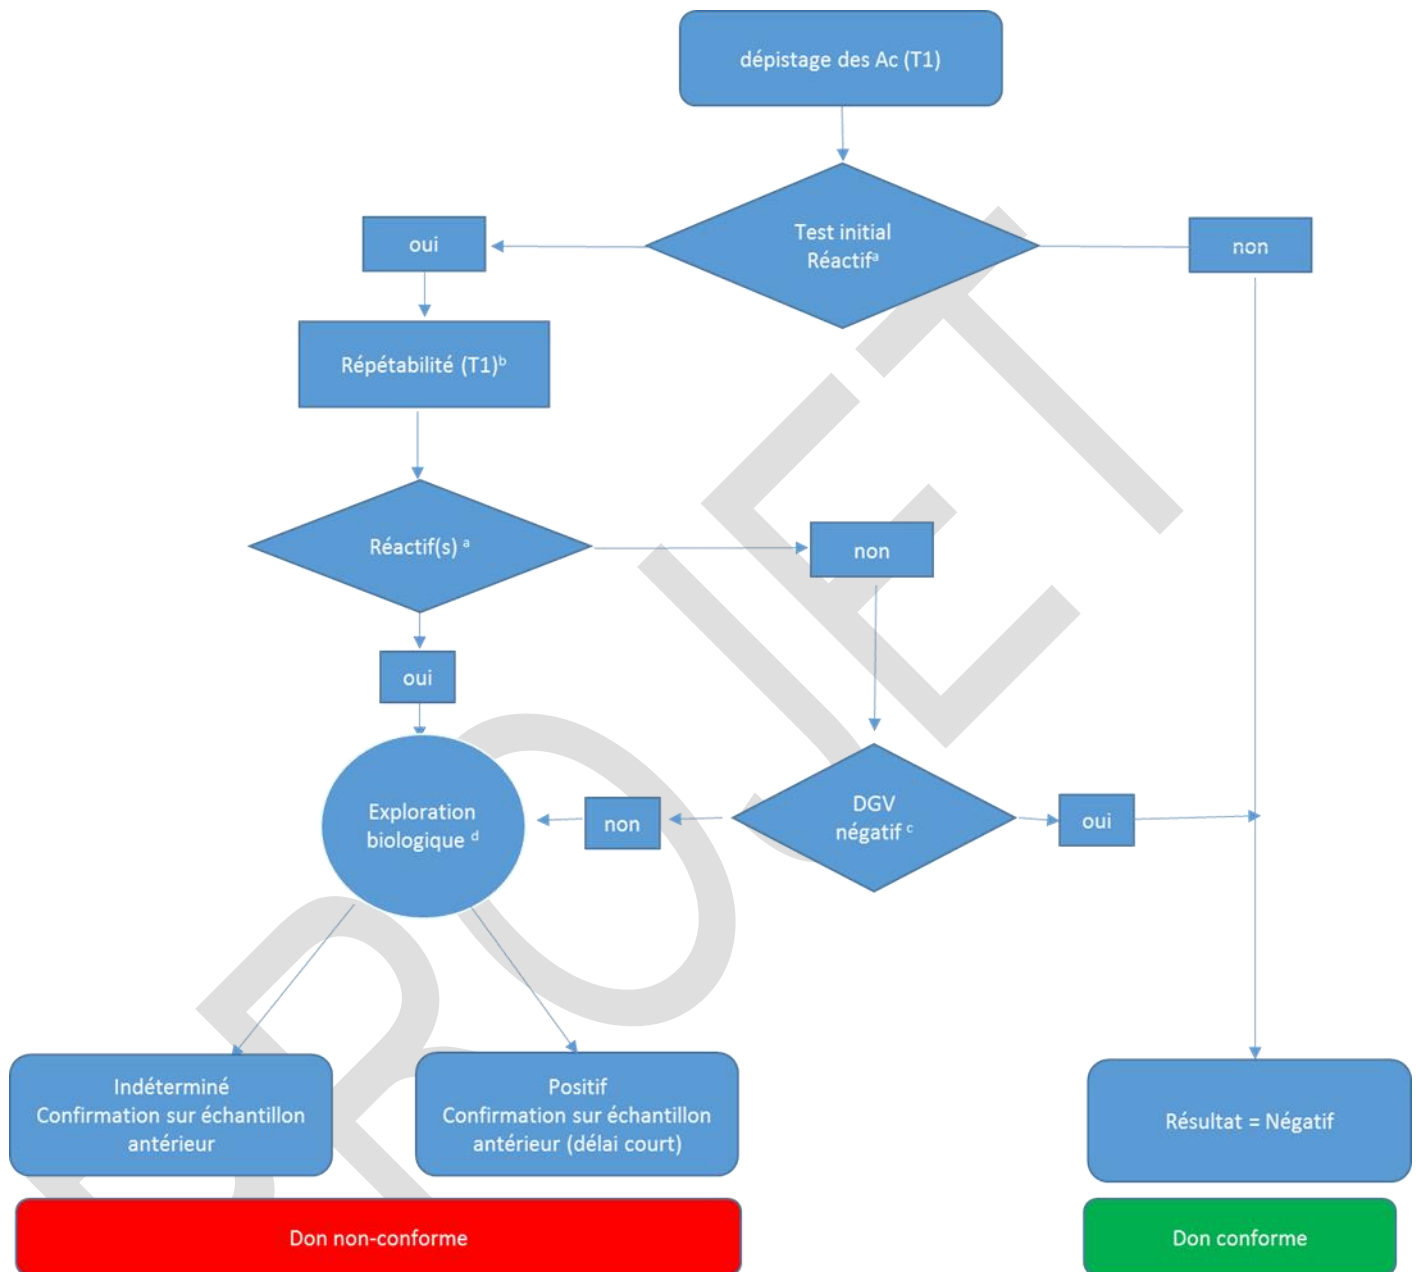 dépistage des Ac (T1)
Test initial
Réactifᵃ
oui
non
Répétabilité (T1)ᵇ
Réactif(s) ᵃ
non
oui
Exploration
biologique ᵈ
non
DGV
négatif ᶜ
oui
Indéterminé
Confirmation sur échantillon
antérieur
Positif
Confirmation sur échantillon
antérieur (délai court)
Résultat = Négatif
Don non-conforme
Don conforme
PROJET